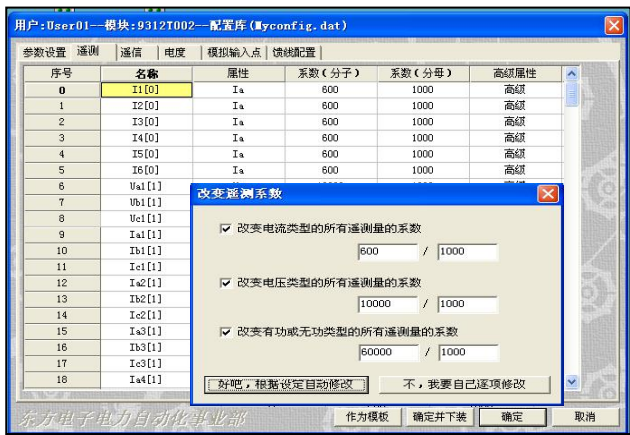 用户:User01--模块:9312T002--配置库(Myconfig.dat)
参数设置 遥测 遥信 电度 模拟输入点 馈线配置
序号 名称 属性 系数(分子) 系数(分母) 高级属性
0 I1[0] Ia 600 1000 高级
1 I2[0] Ia 600 1000 高级
2 I3[0] Ia 600 1000 高级
3 I4[0] Ia 600 1000 高级
4 I5[0] Ia 600 1000 高级
5 I6[0] Ia 600 1000 高级
6 Ua1[1]
7 Ub1[1]
8 Uc1[1]
9 Ia1[1]
10 Ib1[1]
11 Ic1[1]
12 Ia2[1]
13 Ib2[1]
14 Ic2[1]
15 Ia3[1]
16 Ib3[1]
17 Ic3[1]
18 Ia4[1]
改变遥测系数
改变电流类型的所有遥测量的系数
600 / 1000
改变电压类型的所有遥测量的系数
10000 / 1000
改变有功或无功类型的所有遥测量的系数
60000 / 1000
好吧,根据设定自动修改 不,我要自己逐项修改
东方电子电力自动化事业部 作为模板 确定并下装 确定 取消